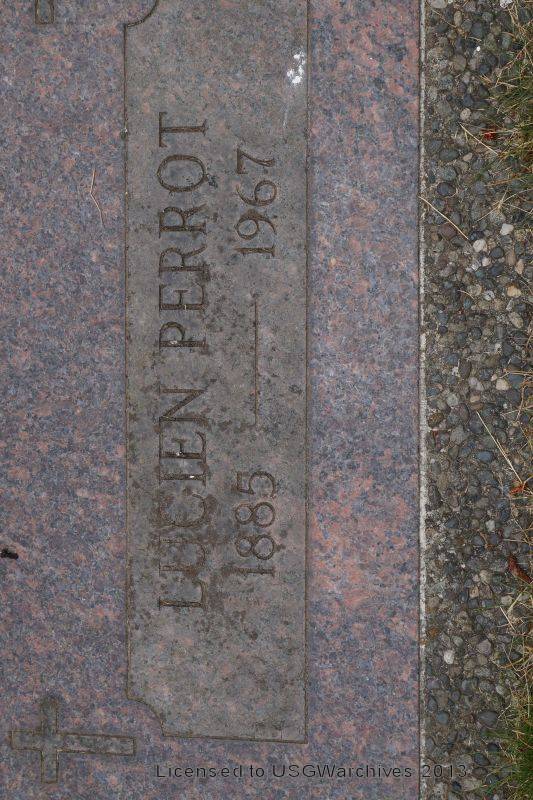 LUCIEN PERROT
1885 — 1967
Licensed to USGWarchives 2013